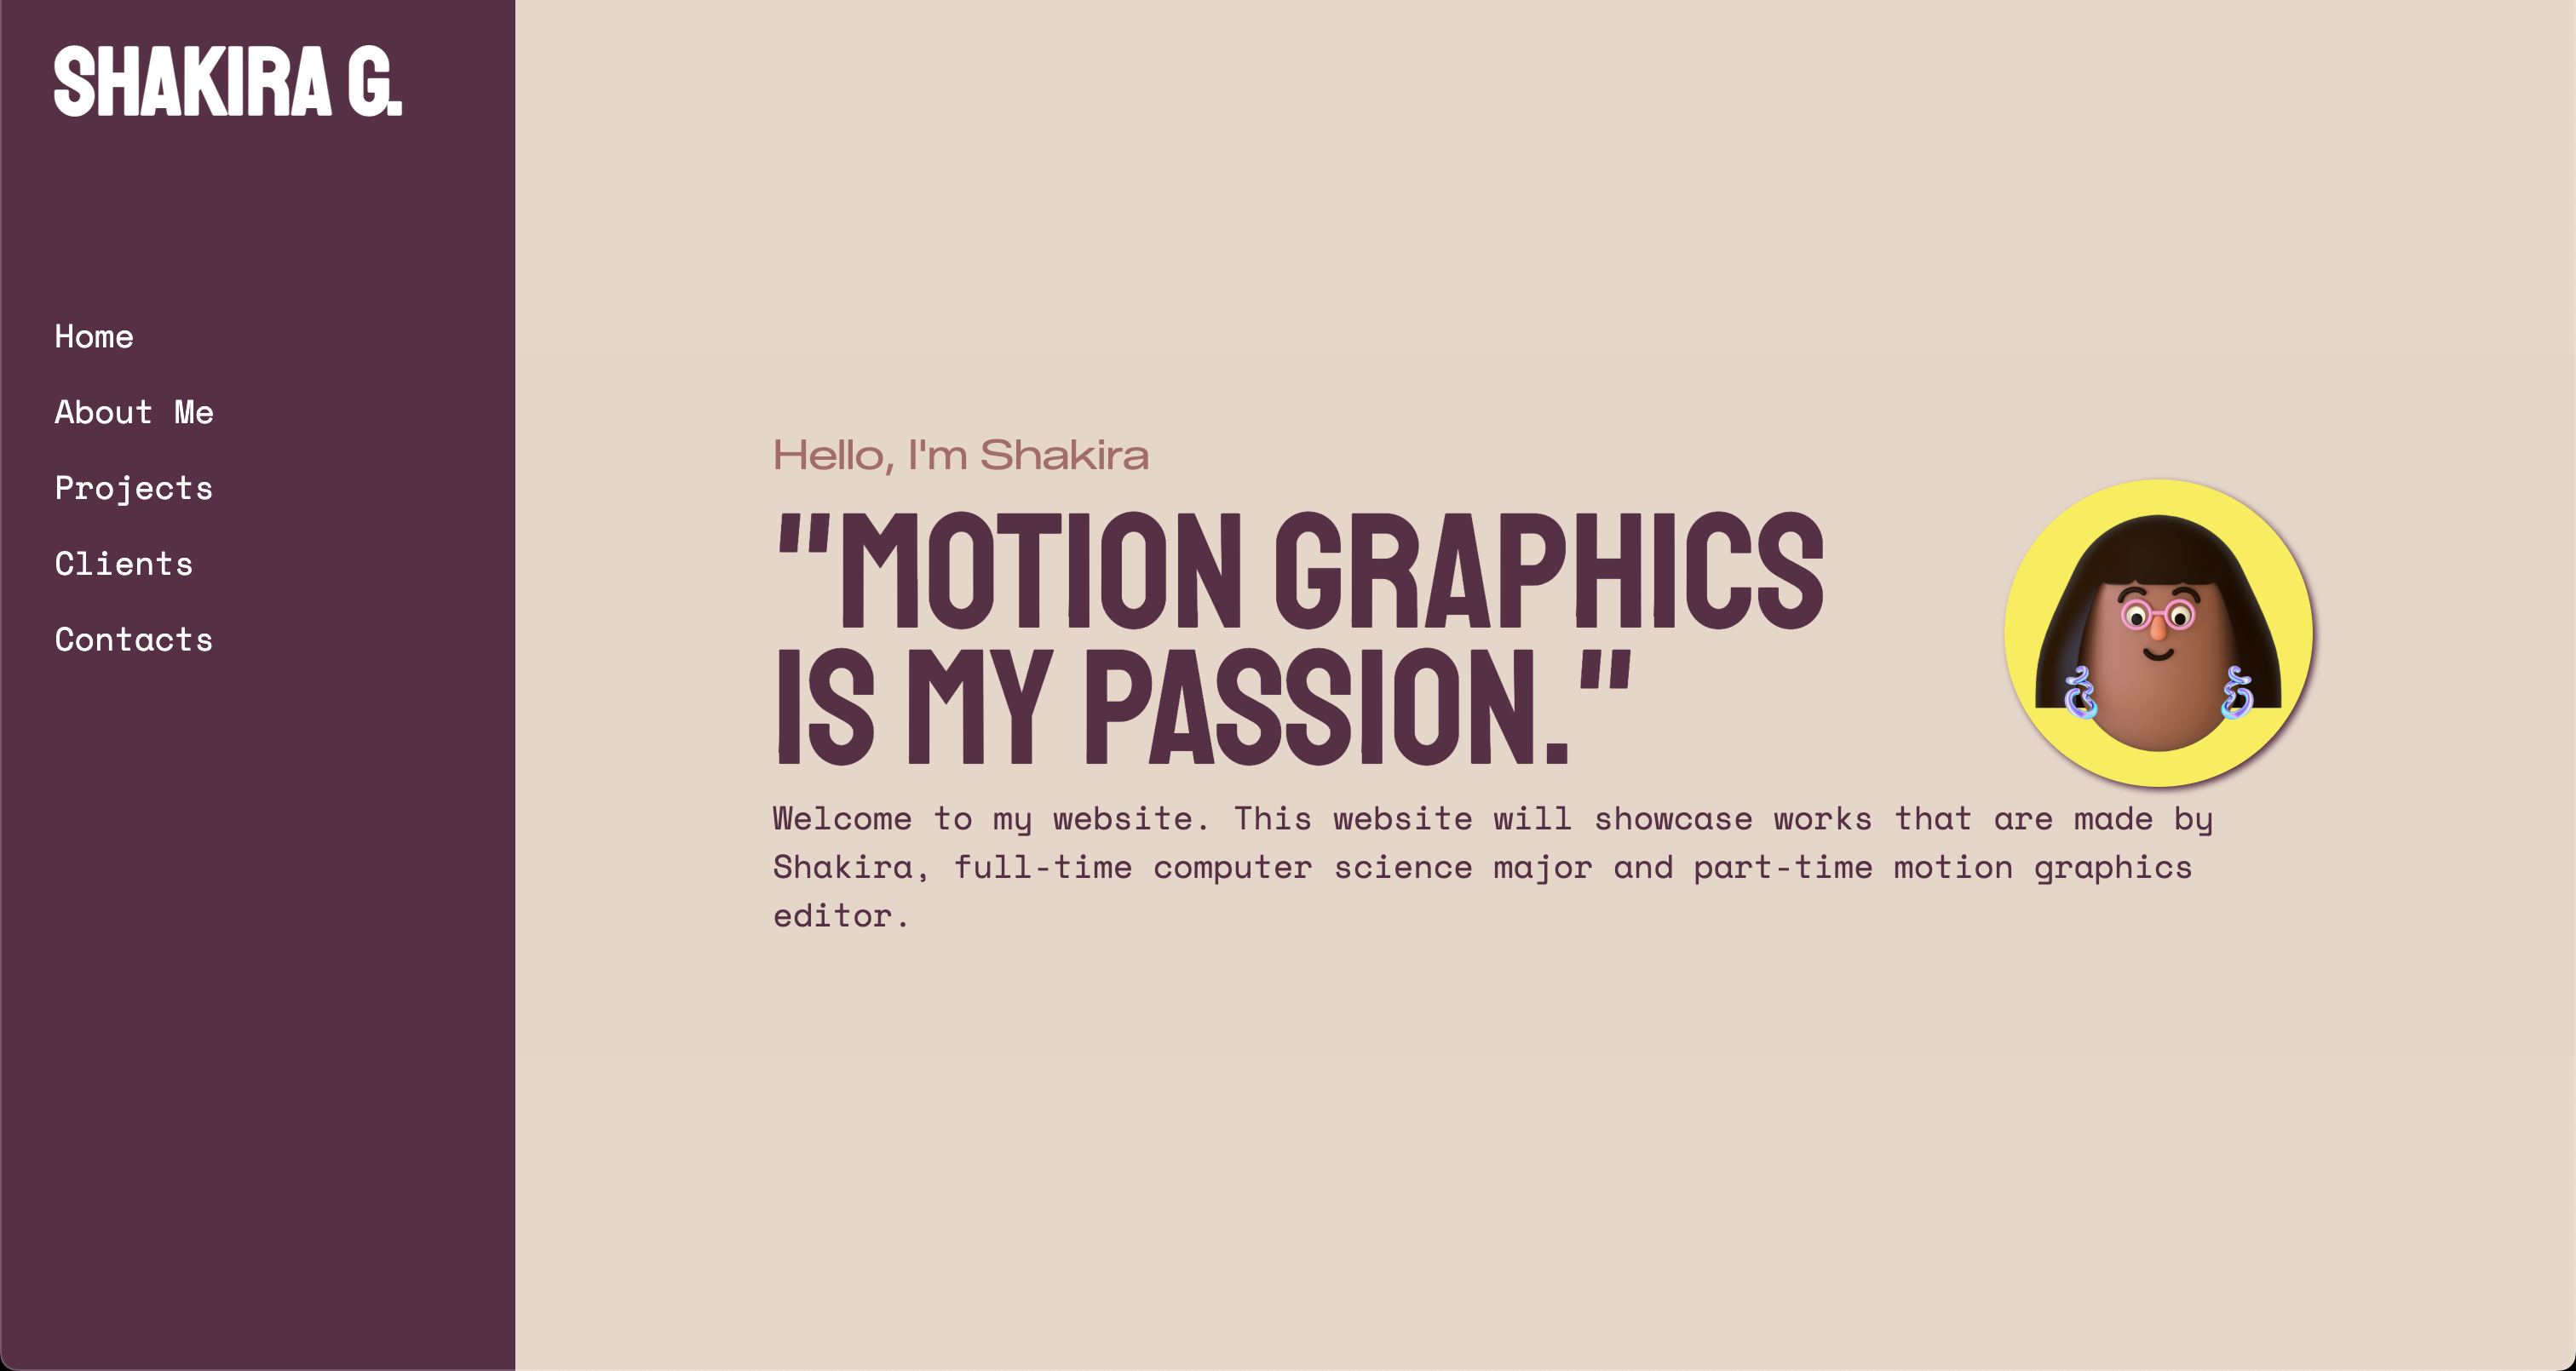 SHAKIRA G.
Home
About Me
Projects
Clients
Contacts
Hello, I'm Shakira
"MOTION GRAPHICS
IS MY PASSION."
Welcome to my website. This website will showcase works that are made by
Shakira, full-time computer science major and part-time motion graphics
editor.